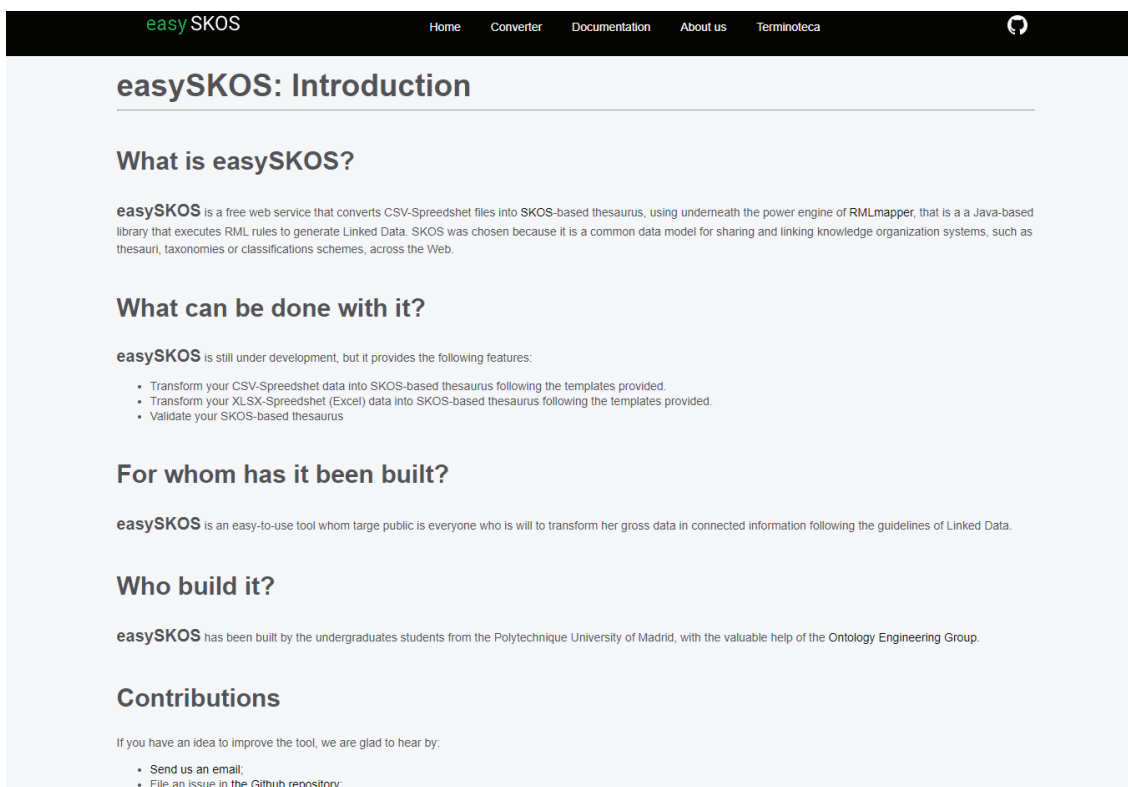 easy SKOS
Home Converter Documentation About us Terminoteca
easySKOS: Introduction
What is easySKOS?
easySKOS is a free web service that converts CSV-Spreedshet files into SKOS-based thesaurus, using underneath the power engine of RMLmapper, that is a a Java-based
library that executes RML rules to generate Linked Data. SKOS was chosen because it is a common data model for sharing and linking knowledge organization systems, such as
thesauri, taxonomies or classifications schemes, across the Web.
What can be done with it?
easySKOS is still under development, but it provides the following features:
• Transform your CSV-Spreedshet data into SKOS-based thesaurus following the templates provided.
• Transform your XLSX-Spreedshet (Excel) data into SKOS-based thesaurus following the templates provided.
• Validate your SKOS-based thesaurus
For whom has it been built?
easySKOS is an easy-to-use tool whom targe public is everyone who is will to transform her gross data in connected information following the guidelines of Linked Data.
Who build it?
easySKOS has been built by the undergraduates students from the Polytechnique University of Madrid, with the valuable help of the Ontology Engineering Group.
Contributions
If you have an idea to improve the tool, we are glad to hear by:
• Send us an email;
• File an issue in the Github repository;